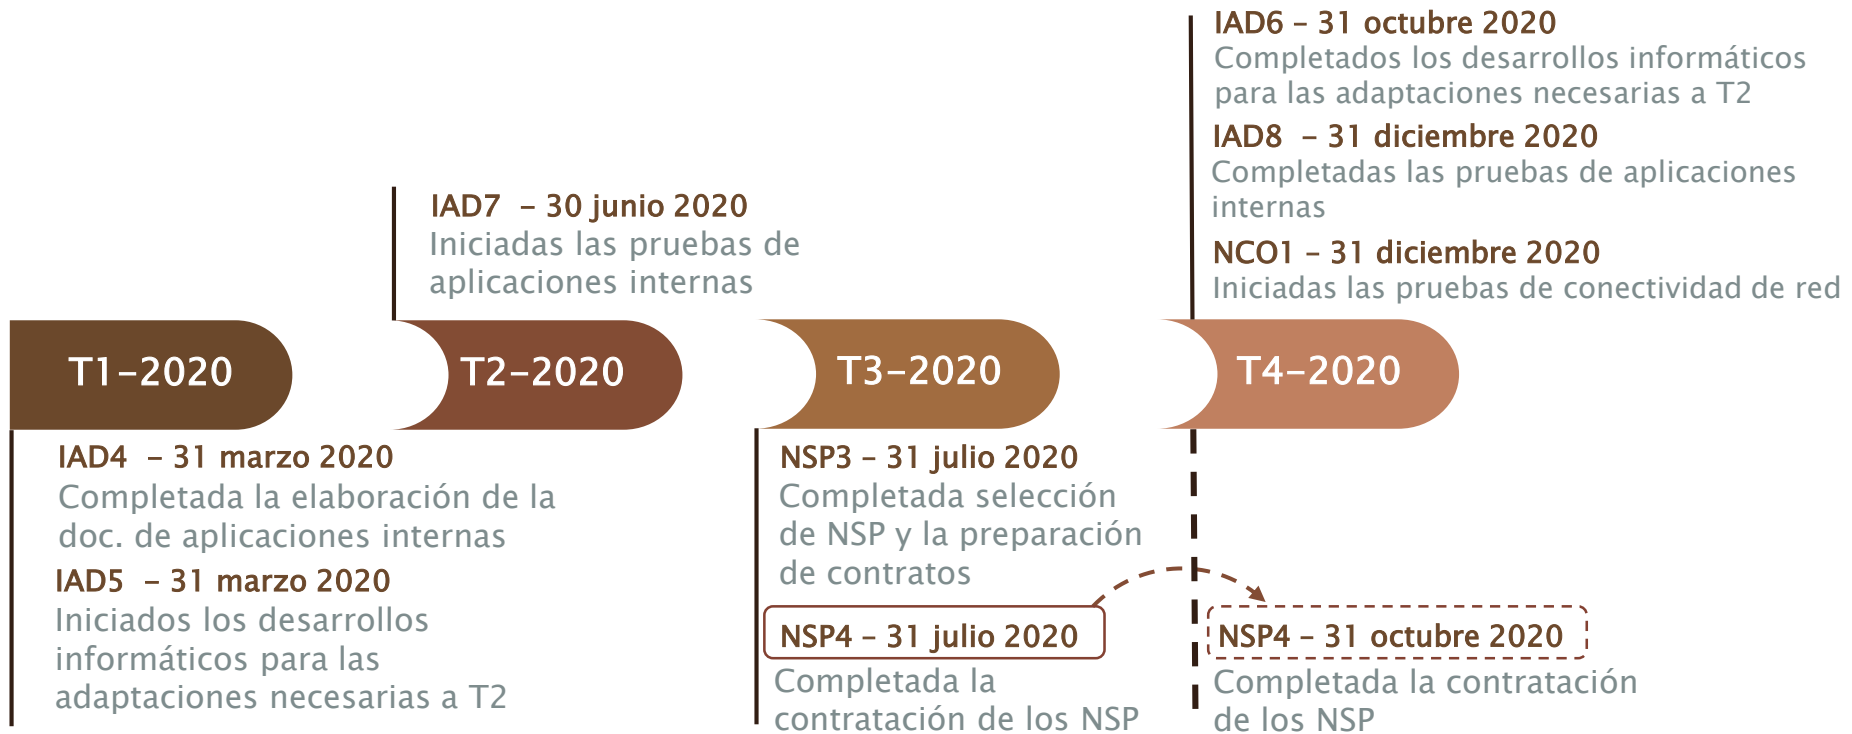 IAD6 – 31 octubre 2020
Completados los desarrollos informáticos
para las adaptaciones necesarias a T2
IAD8 – 31 diciembre 2020
Completadas las pruebas de aplicaciones
internas
NCO1 – 31 diciembre 2020
Iniciadas las pruebas de conectividad de red
IAD7 – 30 junio 2020
Iniciadas las pruebas de
aplicaciones internas
T1–2020
T2–2020
T3–2020
T4–2020
IAD4 – 31 marzo 2020
Completada la elaboración de la
doc. de aplicaciones internas
IAD5 – 31 marzo 2020
Iniciados los desarrollos
informáticos para las
adaptaciones necesarias a T2
NSP3 – 31 julio 2020
Completada selección
de NSP y la preparación
de contratos
NSP4 – 31 julio 2020
Completada la
contratación de los NSP
NSP4 – 31 octubre 2020
Completada la contratación
de los NSP